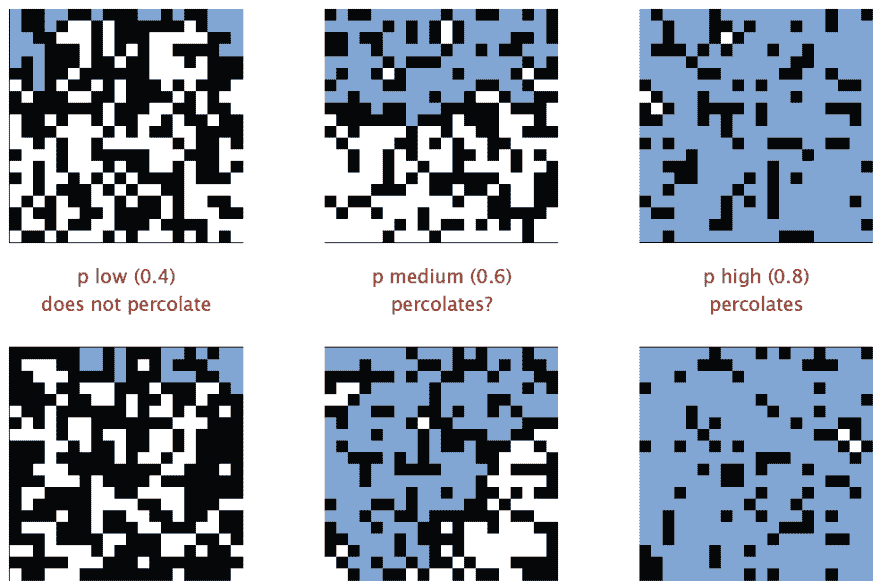 p low (0.4)
does not percolate
p medium (0.6)
percolates?
p high (0.8)
percolates